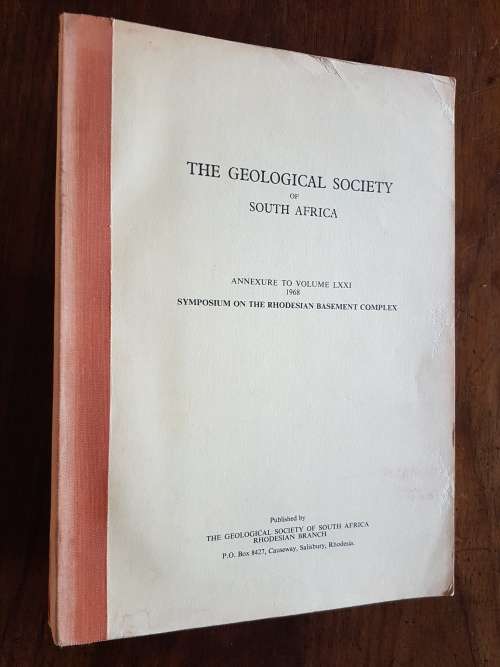 THE GEOLOGICAL SOCIETY
OF
SOUTH AFRICA
ANNEXURE TO VOLUME LXXI
1968
SYMPOSIUM ON THE RHODESIAN BASEMENT COMPLEX
Published by
THE GEOLOGICAL SOCIETY OF SOUTH AFRICA
RHODESIAN BRANCH
P.O. Box 8427, Causeway, Salisbury, Rhodesia.